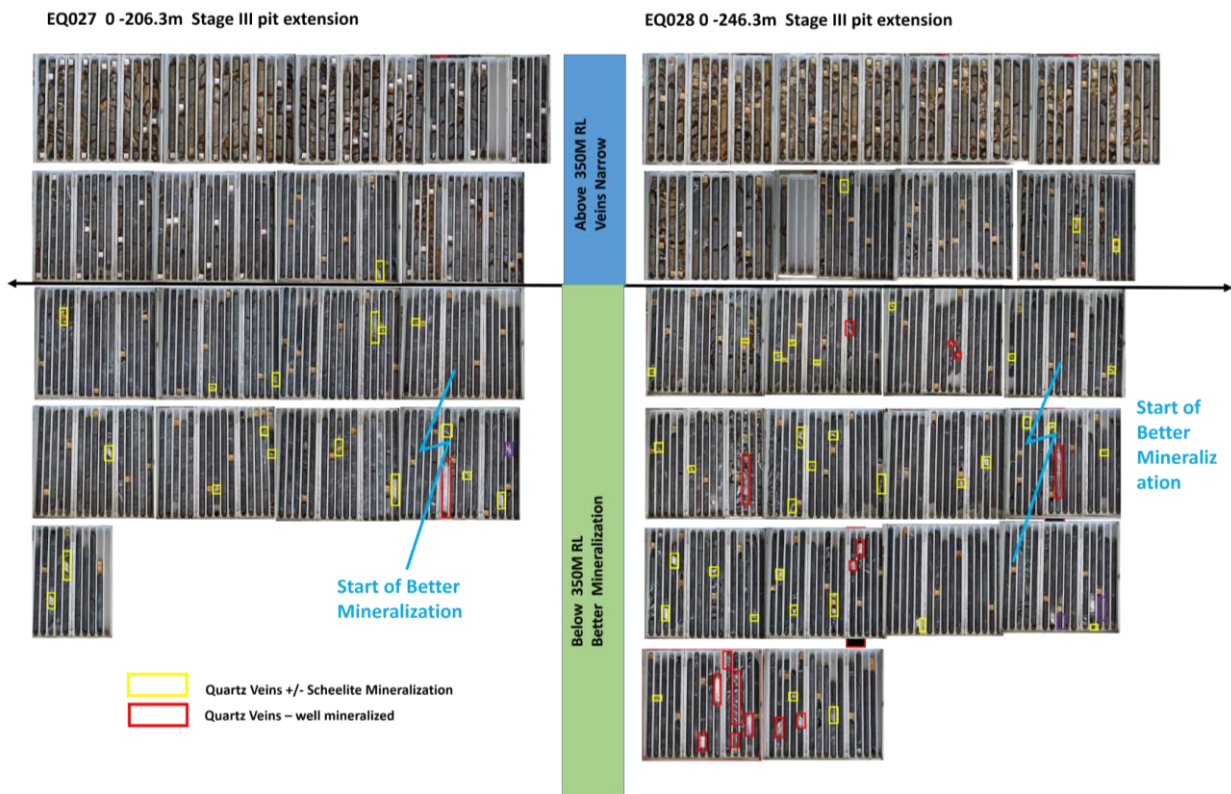 EQ027 0 -206.3m Stage III pit extension
EQ028 0 -246.3m Stage III pit extension
Above 350M RL
Veins Narrow
Below 350M RL
Better Mineralization
Start of Better
Mineralization
Start of
Better
Mineraliz
ation
Quartz Veins +/- Scheelite Mineralization
Quartz Veins – well mineralized